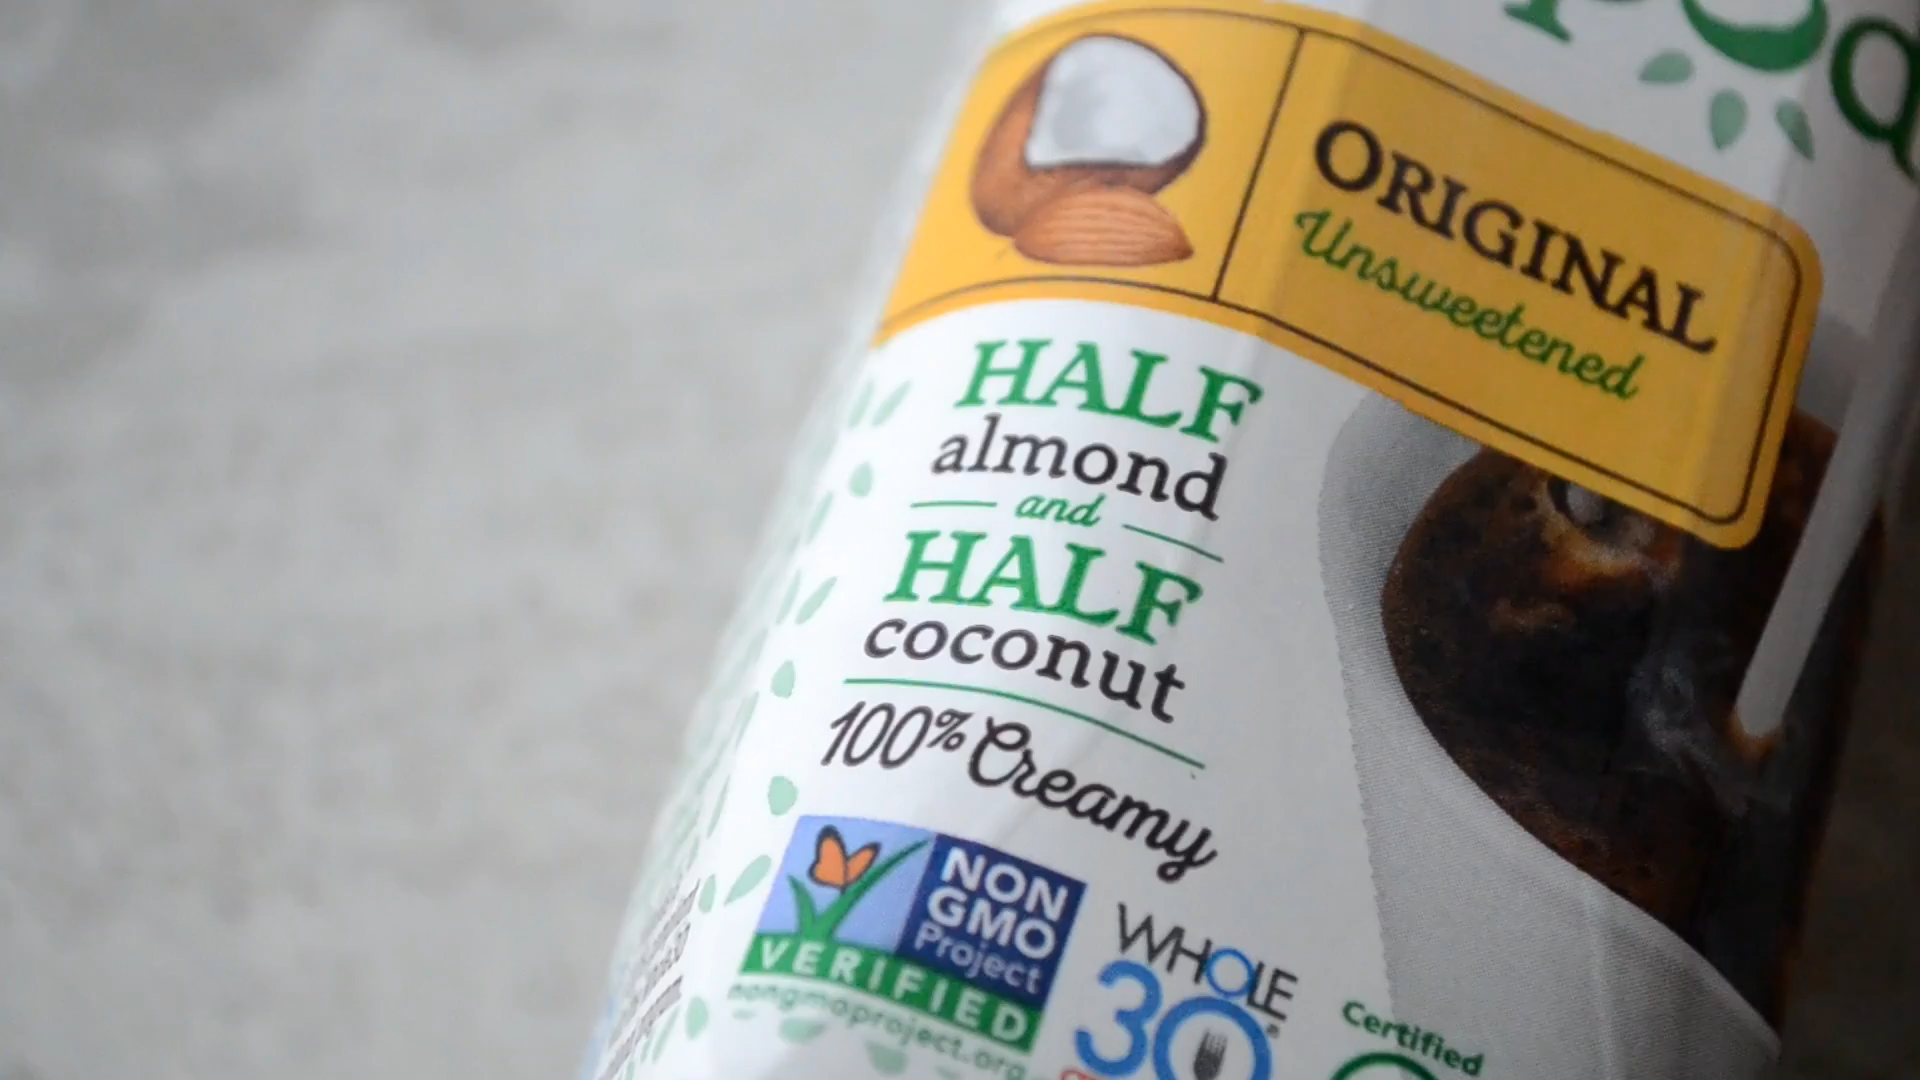 ORIGINAL
Unsweetened
HALF
almond
and
HALF
coconut
100% Creamy
NON
GMO
Project
VERIFIED
nongmoproject.org
WHOLE
30
Certified